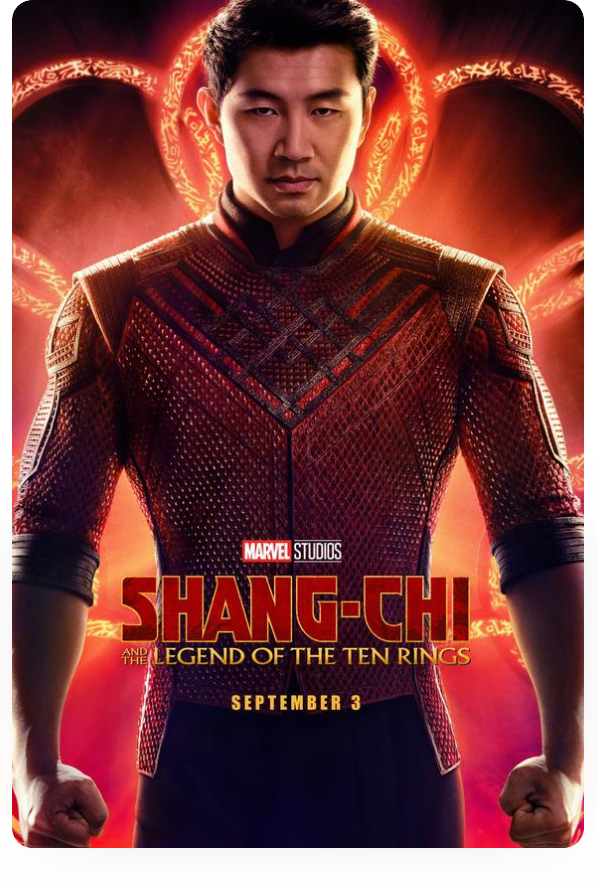 MARVEL STUDIOS
SHANG-CHI
AND THE LEGEND OF THE TEN RINGS
SEPTEMBER 3